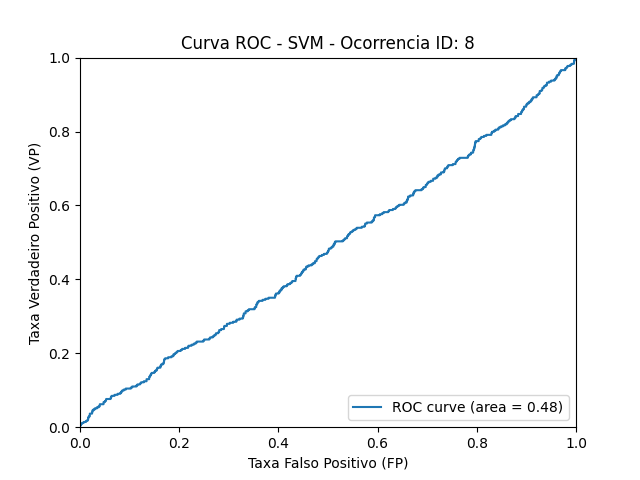 Curva ROC - SVM - Ocorrencia ID: 8
Taxa Verdadeiro Positivo (VP)
1.0
0.8
0.6
0.4
0.2
0.0
ROC curve (area = 0.48)
0.0 0.2 0.4 0.6 0.8 1.0
Taxa Falso Positivo (FP)